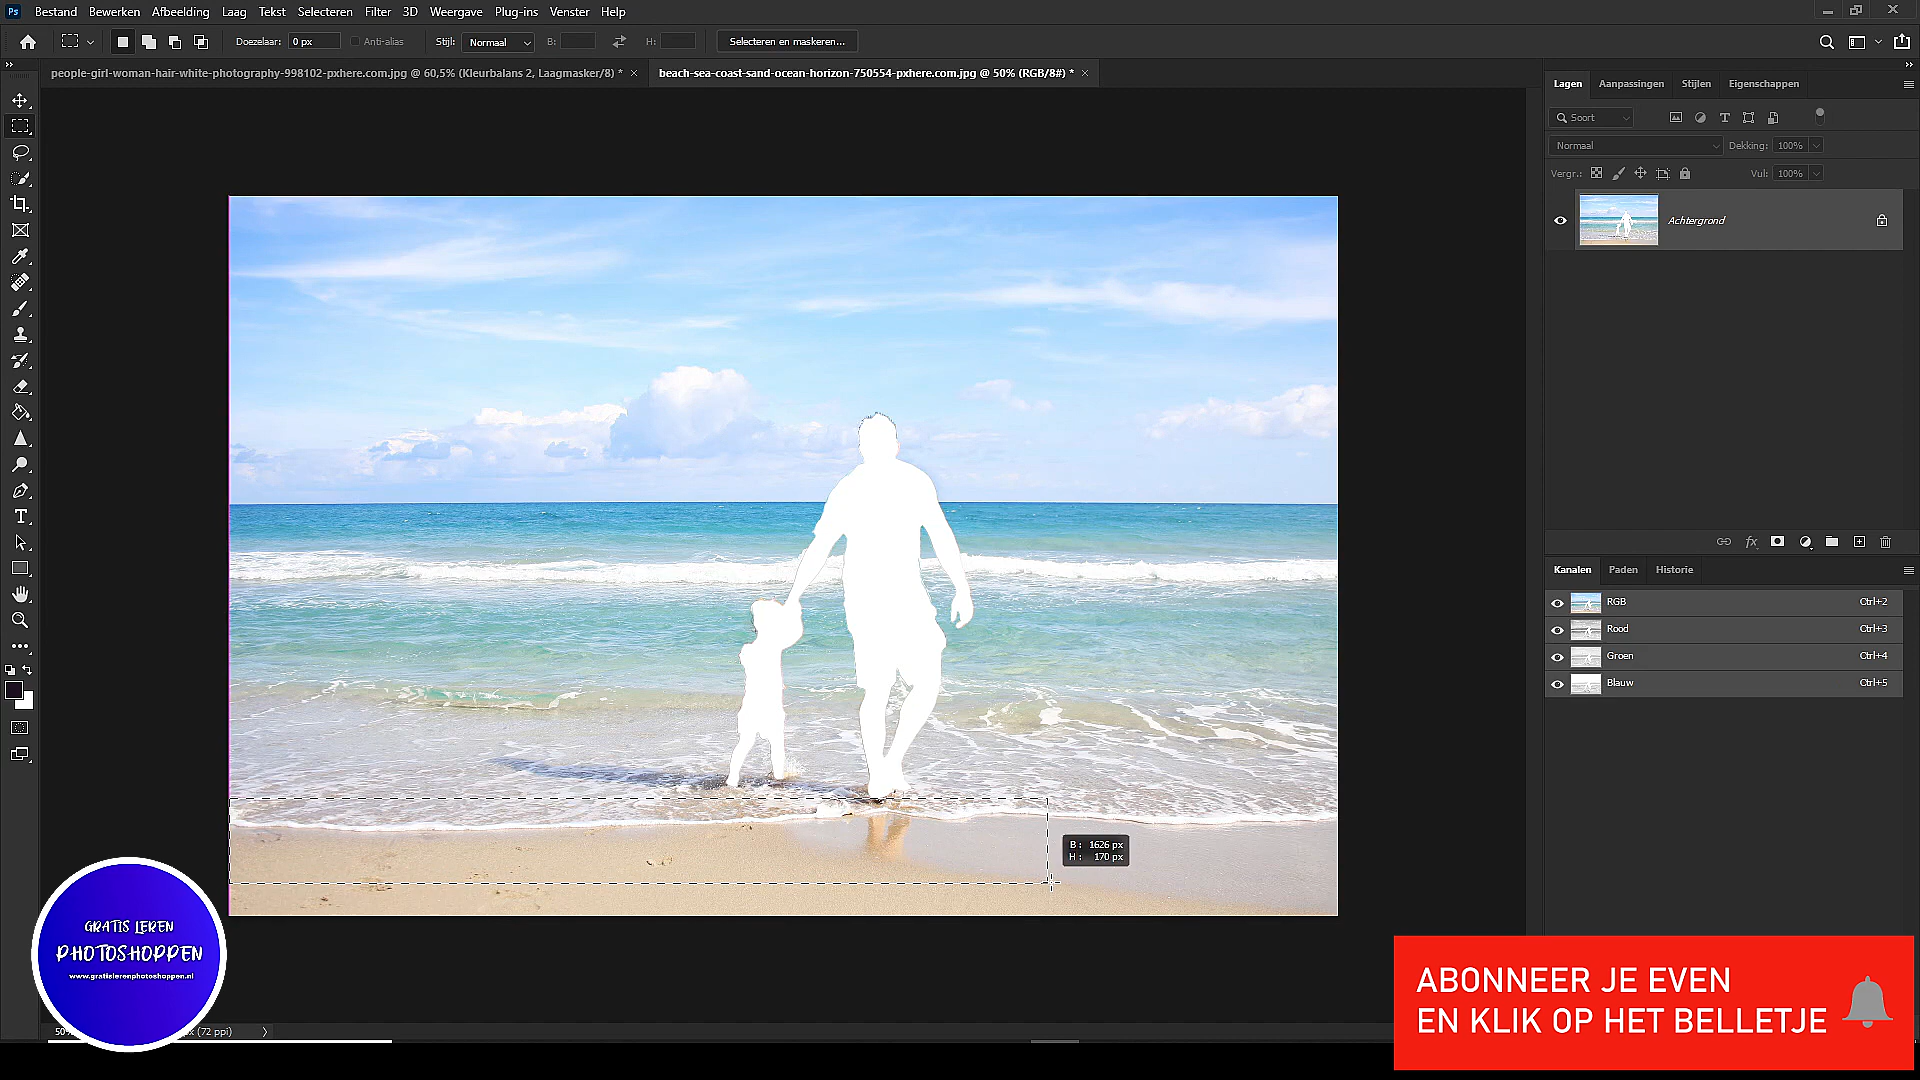 Ps Bestand Bewerken Afbeelding Laag Tekst Selecteren Filter 3D Weergave Plug-ins Venster Help
Doezelaar: 0 px Anti-alias Stijl: Normaal B: H: Selecteren en maskeren...
people-girl-woman-hair-white-photography-998102-pxhere.com.jpg @ 60,5% (Kleurbalans 2, Laagmasker/8) * ×
beach-sea-coast-sand-ocean-horizon-750554-pxhere.com.jpg @ 50% (RGB/8#) * ×
Lagen Aanpassingen Stijlen Eigenschappen
Soort
Normaal Dekking: 100%
Vergr.: Vul: 100%
Achtergrond
fx
Kanalen Paden Historie
RGB Ctrl+2
Rood Ctrl+3
Groen Ctrl+4
Blauw Ctrl+5
B: 1626 px
H: 170 px
GRATIS LEREN
PHOTOSHOPPEN
www.gratislerenphotoshoppen.nl
(72 ppi)
ABONNEER JE EVEN
EN KLIK OP HET BELLETJE